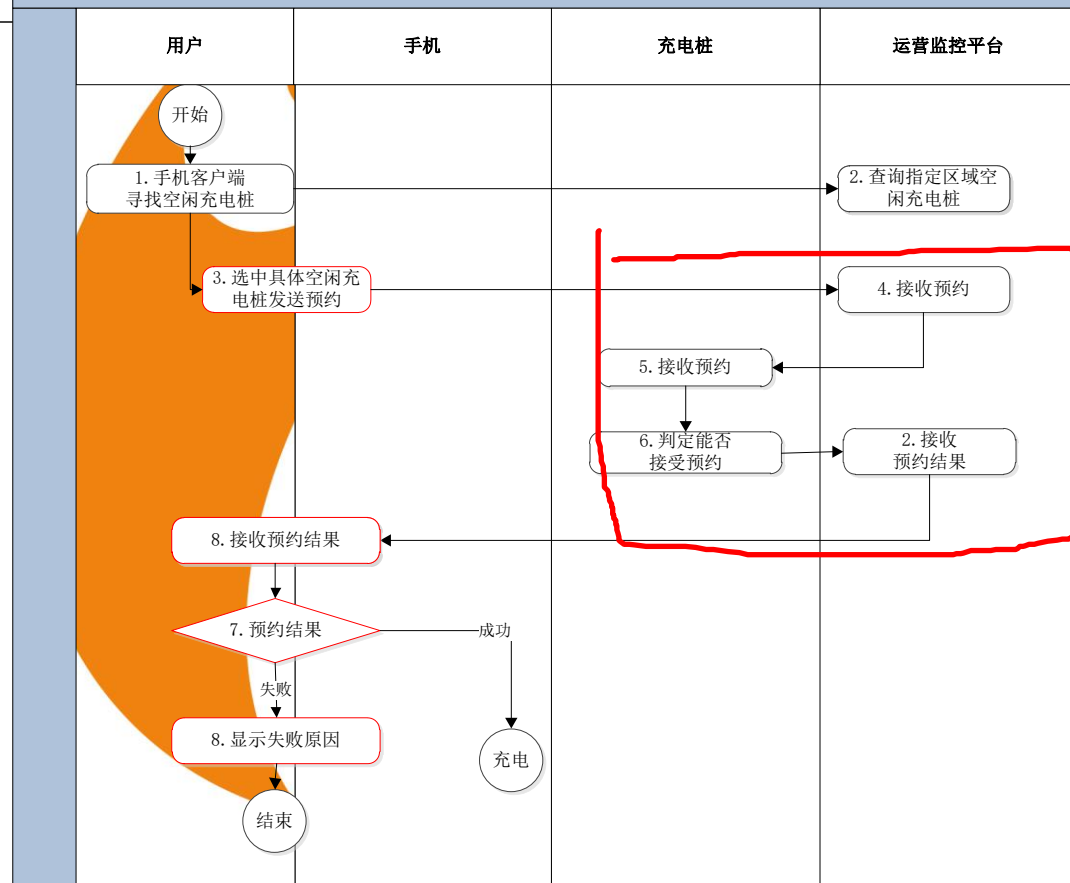 用户
手机
充电桩
运营监控平台
开始
1.手机客户端
寻找空闲充电桩
2.查询指定区域空
闲充电桩
3.选中具体空闲充
电桩发送预约
4.接收预约
5.接收预约
6.判定能否
接受预约
2.接收
预约结果
8.接收预约结果
7.预约结果
成功
失败
8.显示失败原因
充电
结束